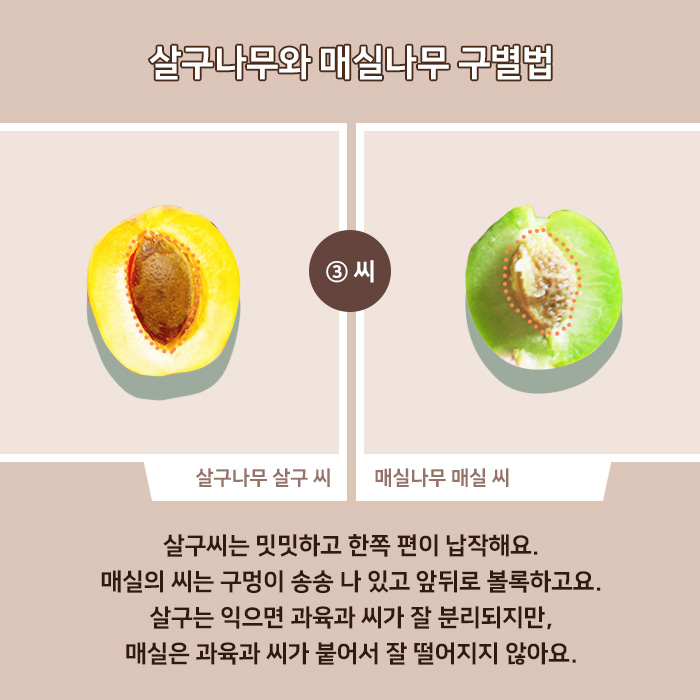 살구나무와 매실나무 구별법
③ 씨
살구나무 살구 씨
매실나무 매실 씨
살구씨는 밋밋하고 한쪽 편이 납작해요.
매실의 씨는 구멍이 송송 나 있고 앞뒤로 볼록하고요.
살구는 익으면 과육과 씨가 잘 분리되지만,
매실은 과육과 씨가 붙어서 잘 떨어지지 않아요.